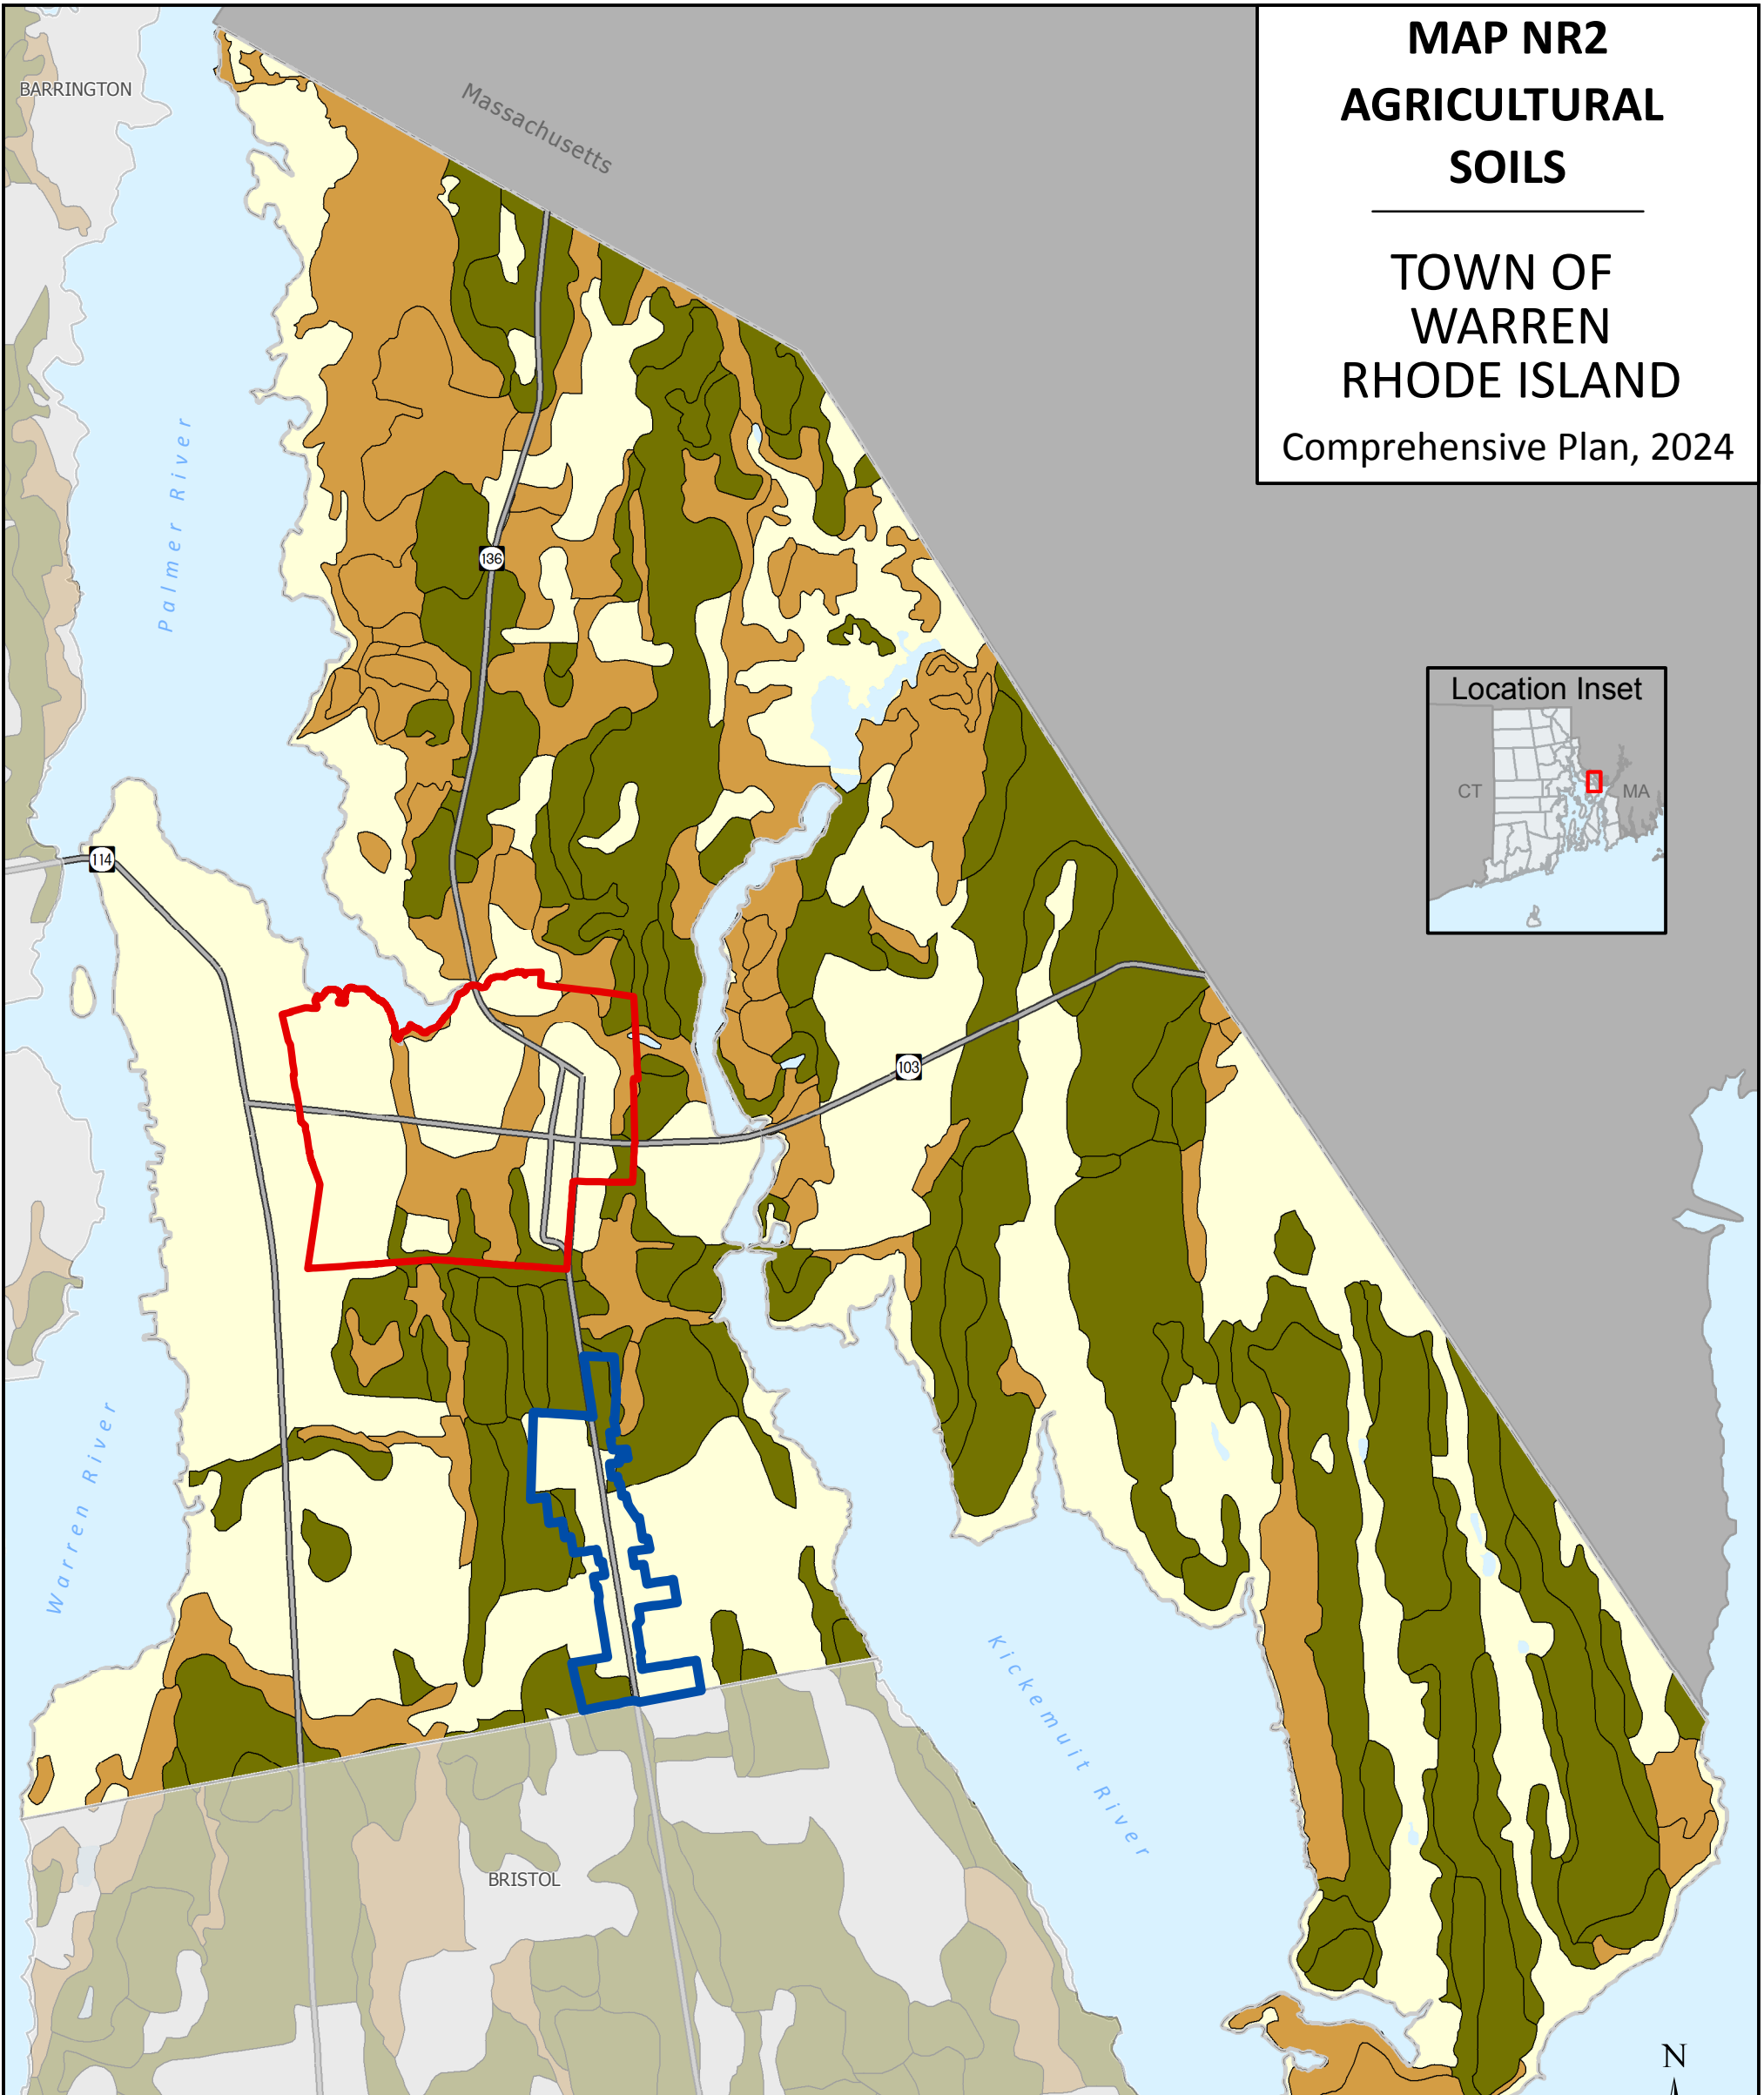 MAP NR2
AGRICULTURAL
SOILS
TOWN OF
WARREN
RHODE ISLAND
Comprehensive Plan, 2024
BARRINGTON
Massachusetts
Palmer River
136
Location Inset
CT
MA
114
103
Warren River
Kickemuit River
BRISTOL
N